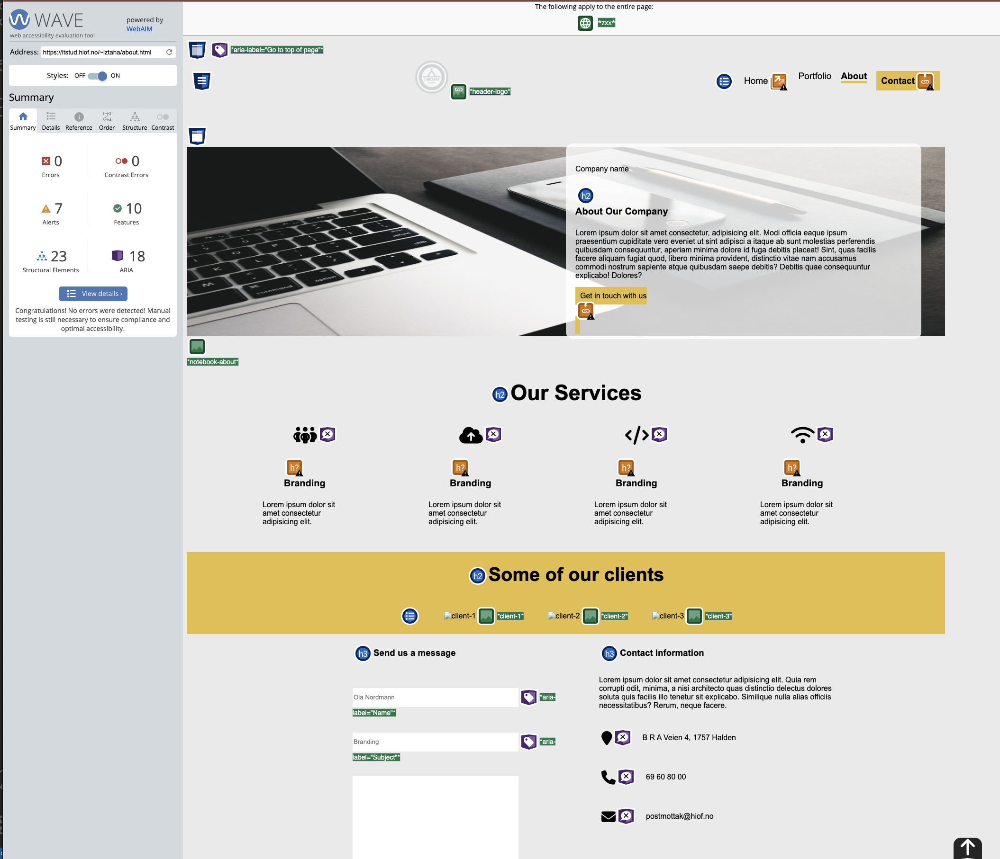 WAVE
web accessibility evaluation tool
powered by
WebAIM
Address: https://itstud.hiof.no/~iztaha/about.html
Styles: OFF ON
Summary
Summary Details Reference Order Structure Contrast
1→2
3→4
0
Errors
0
Contrast Errors
7
Alerts
10
Features
23
Structural Elements
18
ARIA
View details ›
Congratulations! No errors were detected! Manual
testing is still necessary to ensure compliance and
optimal accessibility.
The following apply to the entire page:
*zxx*
*aria-label="Go to top of page"*
*header-logo*
Home Portfolio About Contact
Company name
h2
About Our Company
Lorem ipsum dolor sit amet consectetur, adipisicing elit. Modi officia eaque ipsum
praesentium cupiditate vero eveniet ut sint adipisci a itaque ab sunt molestias perferendis
quibusdam consequuntur, aperiam minima dolore id fuga debitis placeat! Sint, quas facilis
facere aliquam fugiat quod, libero minima provident, distinctio vitae nam accusamus
commodi nostrum sapiente atque quibusdam saepe debitis? Debitis quae consequuntur
explicabo! Dolores?
Get in touch with us
delete
return
shift
option
command
*notebook-about*
h2 Our Services
h? h? h? h?
Branding Branding Branding Branding
Lorem ipsum dolor sit
amet consectetur
adipisicing elit.
Lorem ipsum dolor sit
amet consectetur
adipisicing elit.
Lorem ipsum dolor sit
amet consectetur
adipisicing elit.
Lorem ipsum dolor sit
amet consectetur
adipisicing elit.
h2 Some of our clients
client-1 *client-1* client-2 *client-2* client-3 *client-3*
h3 Send us a message
Ola Nordmann *aria-
label="Name"*
Branding *aria-
label="Subject"*
h3 Contact information
Lorem ipsum dolor sit amet consectetur adipisicing elit. Quia rem
corrupti odit, minima, a nisi architecto quas distinctio delectus dolores
soluta quis facilis illo tenetur sit explicabo. Similique nulla alias officiis
necessitatibus? Rerum, neque facere.
B R A Veien 4, 1757 Halden
69 60 80 00
postmottak@hiof.no